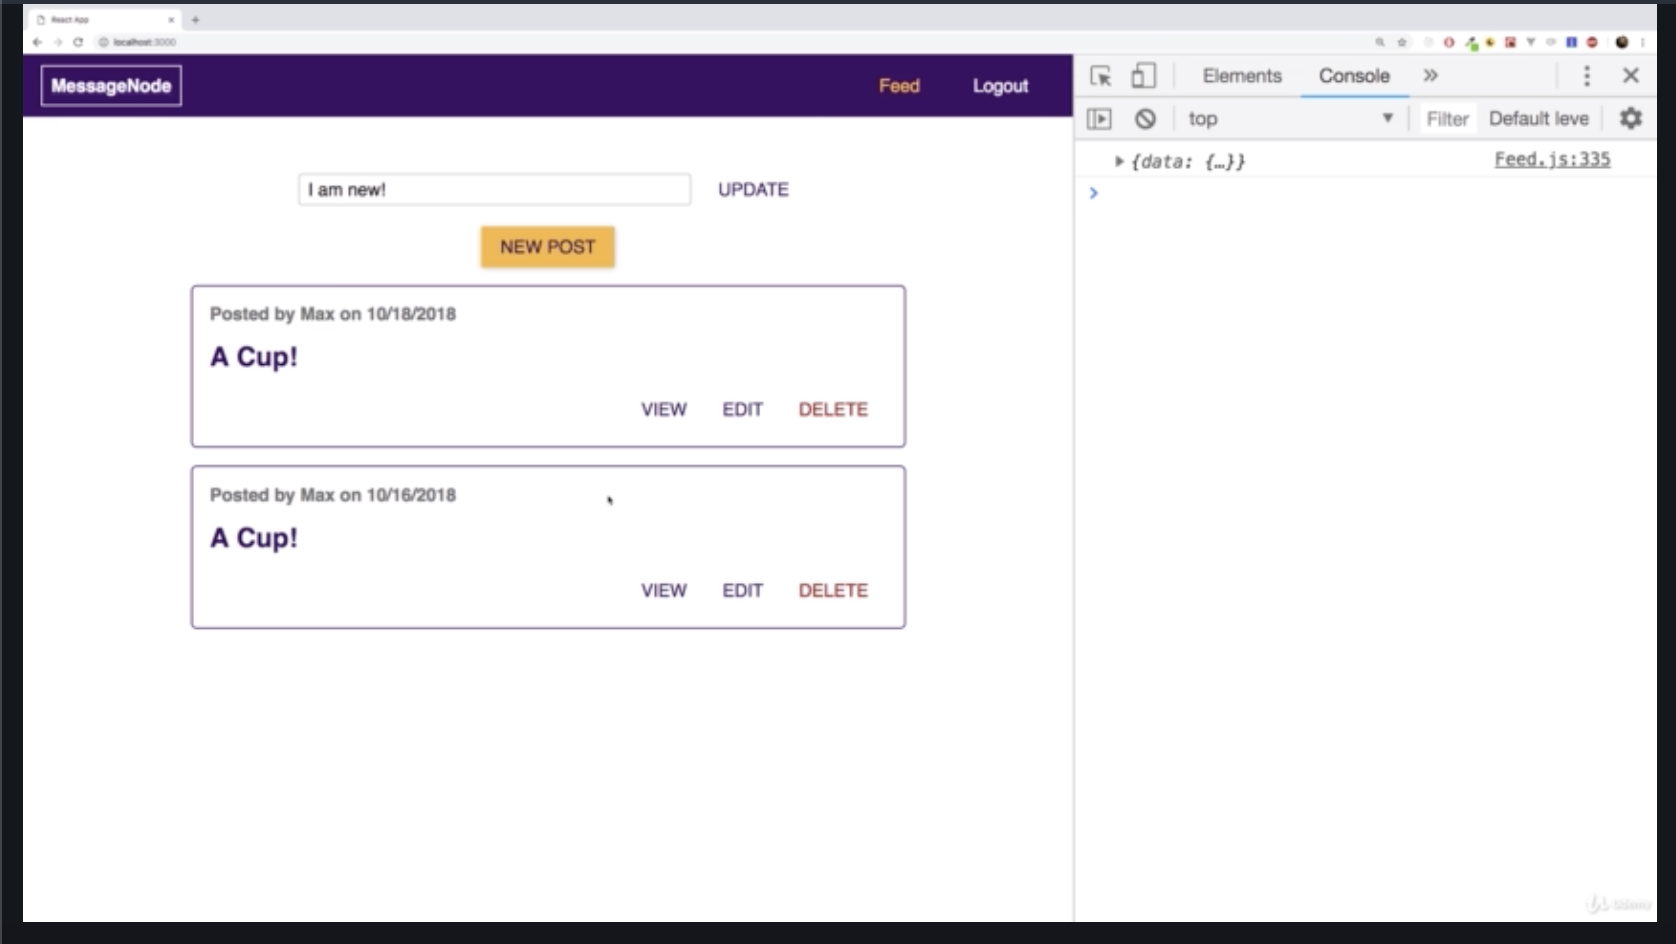 React App
localhost:3000
MessageNode
Feed
Logout
Elements
Console
top
Filter
Default leve
{data: {…}}
Feed.js:335
I am new!
UPDATE
NEW POST
Posted by Max on 10/18/2018
A Cup!
VIEW
EDIT
DELETE
Posted by Max on 10/16/2018
A Cup!
VIEW
EDIT
DELETE
Udemy